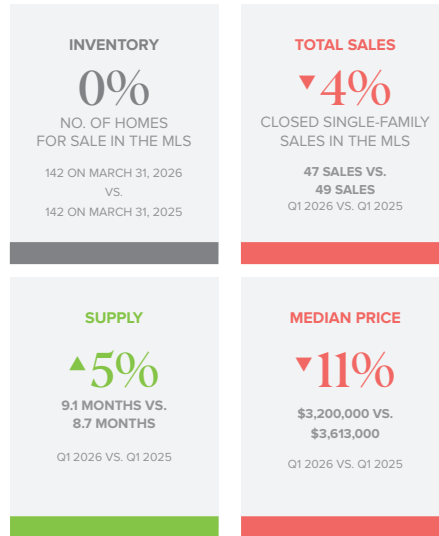 INVENTORY
0%
NO. OF HOMES
FOR SALE IN THE MLS
142 ON MARCH 31, 2026
VS.
142 ON MARCH 31, 2025
TOTAL SALES
▼4%
CLOSED SINGLE-FAMILY
SALES IN THE MLS
47 SALES VS.
49 SALES
Q1 2026 VS. Q1 2025
SUPPLY
▲5%
9.1 MONTHS VS.
8.7 MONTHS
Q1 2026 VS. Q1 2025
MEDIAN PRICE
▼11%
$3,200,000 VS.
$3,613,000
Q1 2026 VS. Q1 2025